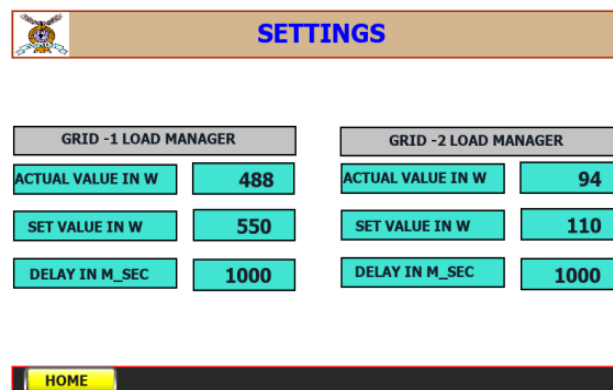 SETTINGS
GRID -1 LOAD MANAGER
ACTUAL VALUE IN W 488
SET VALUE IN W 550
DELAY IN M_SEC 1000
GRID -2 LOAD MANAGER
ACTUAL VALUE IN W 94
SET VALUE IN W 110
DELAY IN M_SEC 1000
HOME